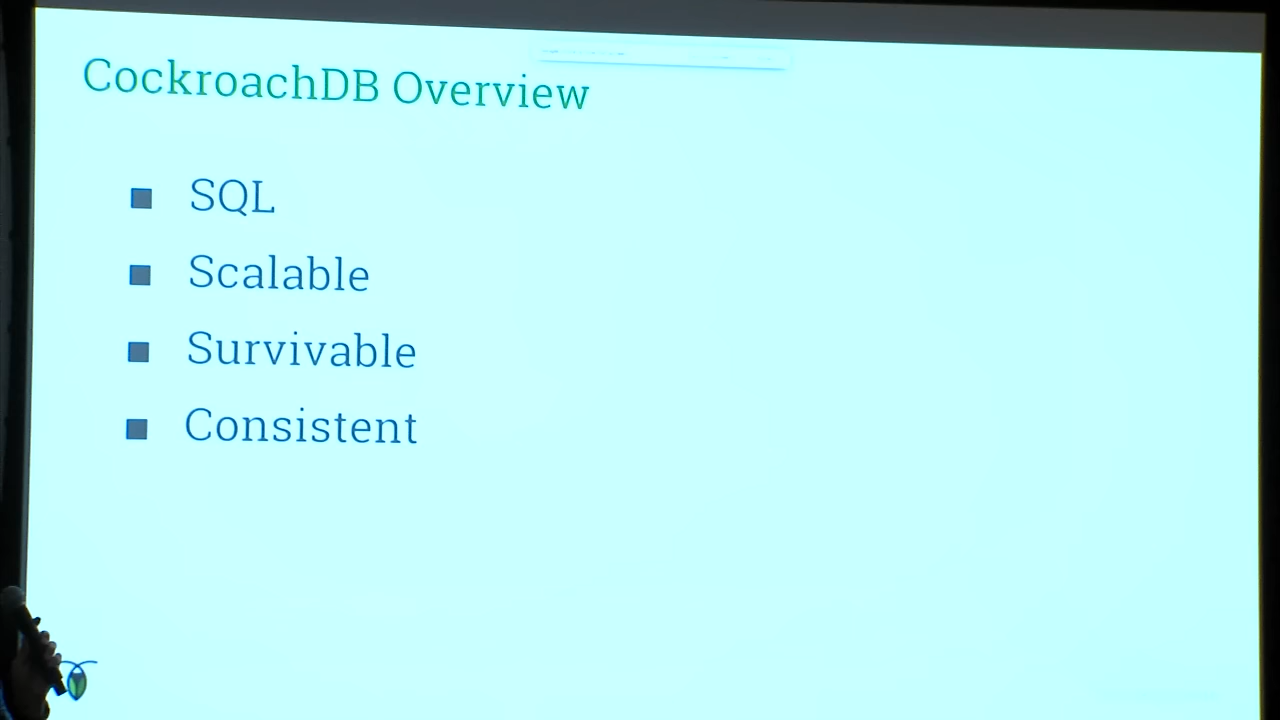 CockroachDB Overview
SQL
Scalable
Survivable
Consistent